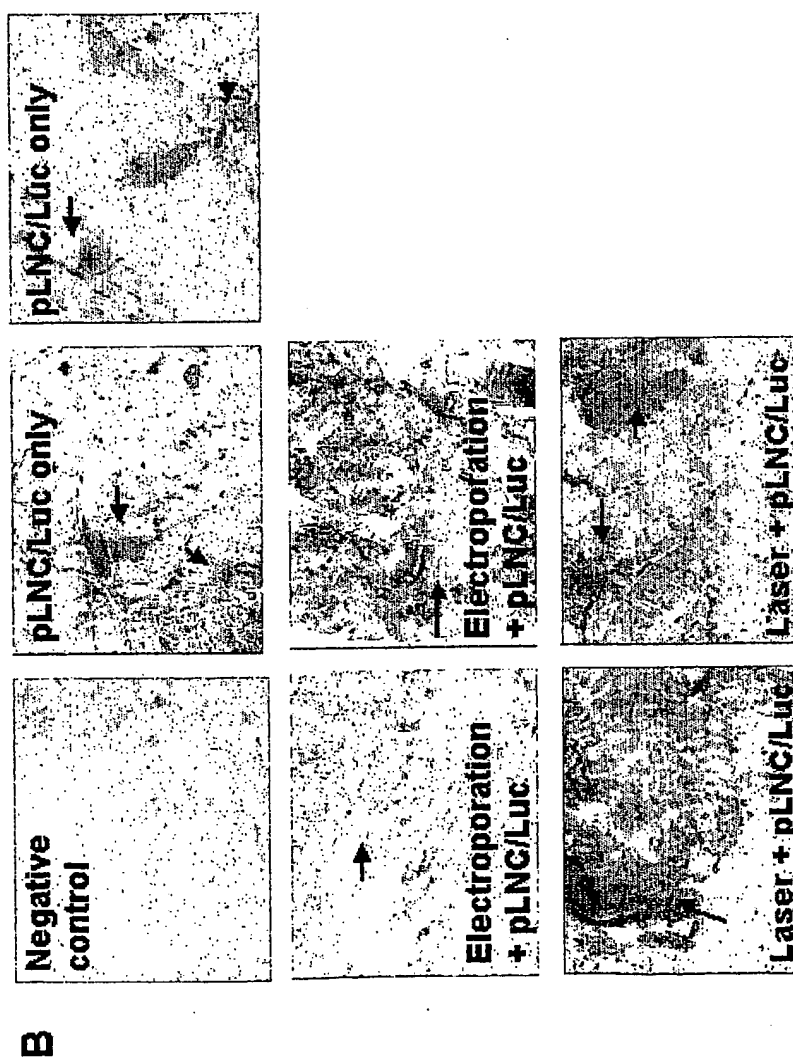 B
Negative
control
pLNC/Luc only
pLNC/Luc only
Electroporation
+ pLNC/Luc
Electroporation
+ pLNC/Luc
Laser + pLNC/Luc
Laser + pLNC/Luc